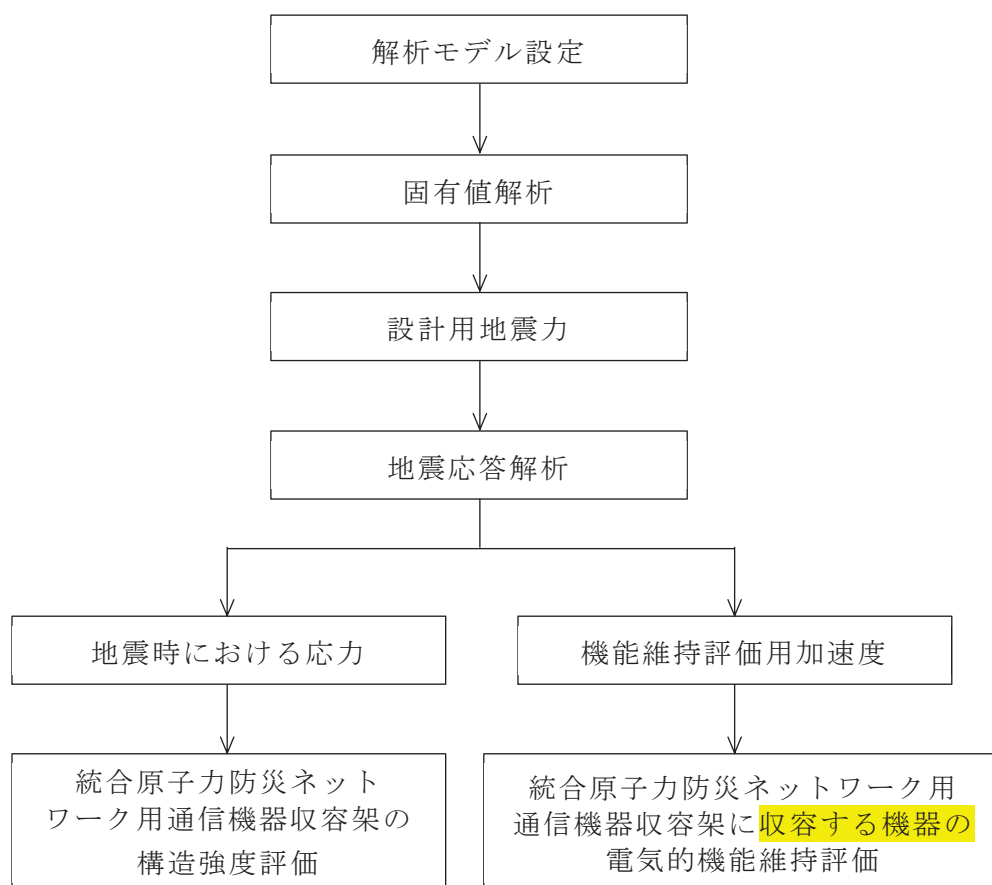 解析モデル設定
固有値解析
設計用地震力
地震応答解析
地震時における応力
機能維持評価用加速度
統合原子力防災ネット
ワーク用通信機器収容架の
構造強度評価
統合原子力防災ネットワーク用
通信機器収容架に収容する機器の
電気的機能維持評価